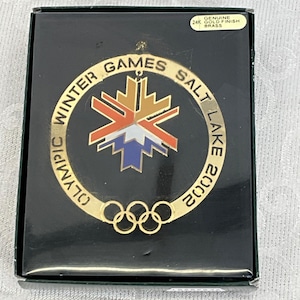 24K GENUINE
GOLD FINISH
BRASS
OLYMPIC WINTER GAMES SALT LAKE 2002